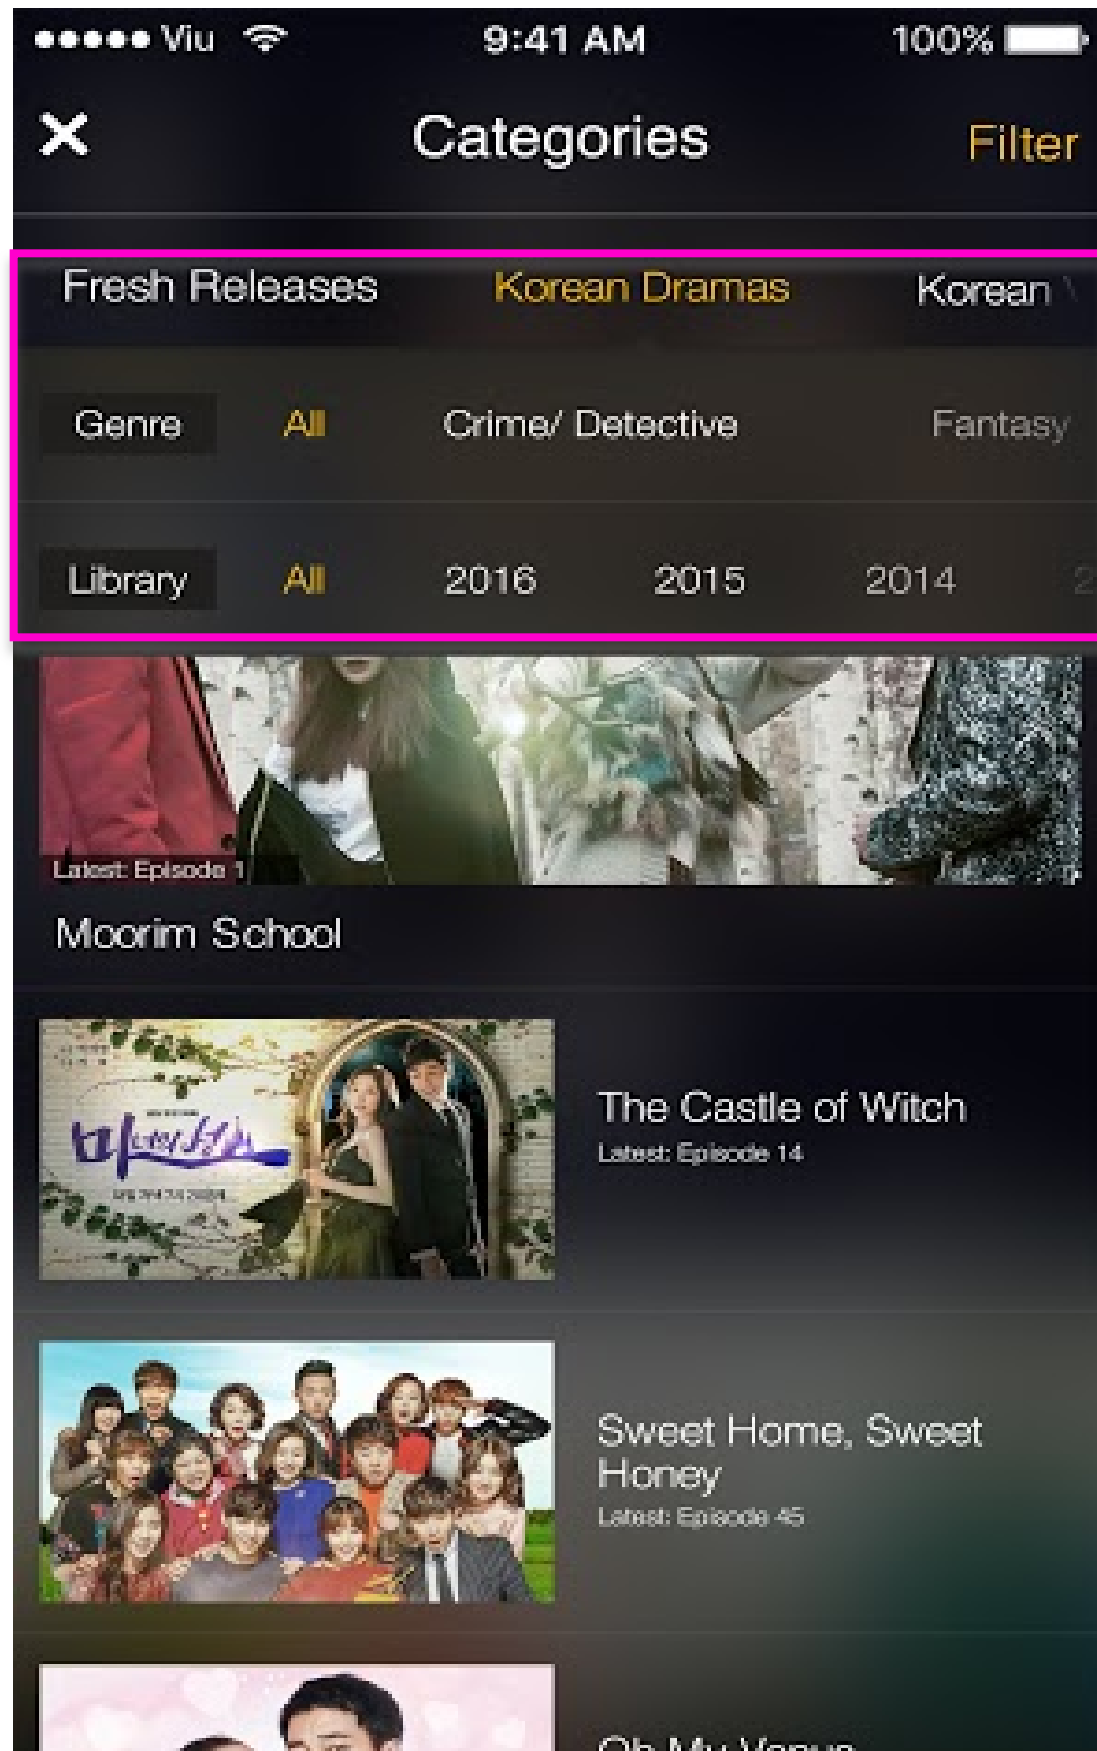 Viu 9:41 AM 100%
Categories Filter
Fresh Releases Korean Dramas Korean
Genre All Crime/ Detective Fantasy
Library All 2016 2015 2014 2
Latest: Episode 1
Moorim School
The Castle of Witch
Latest: Episode 14
Sweet Home, Sweet
Honey
Latest: Episode 45
Oh My Venus